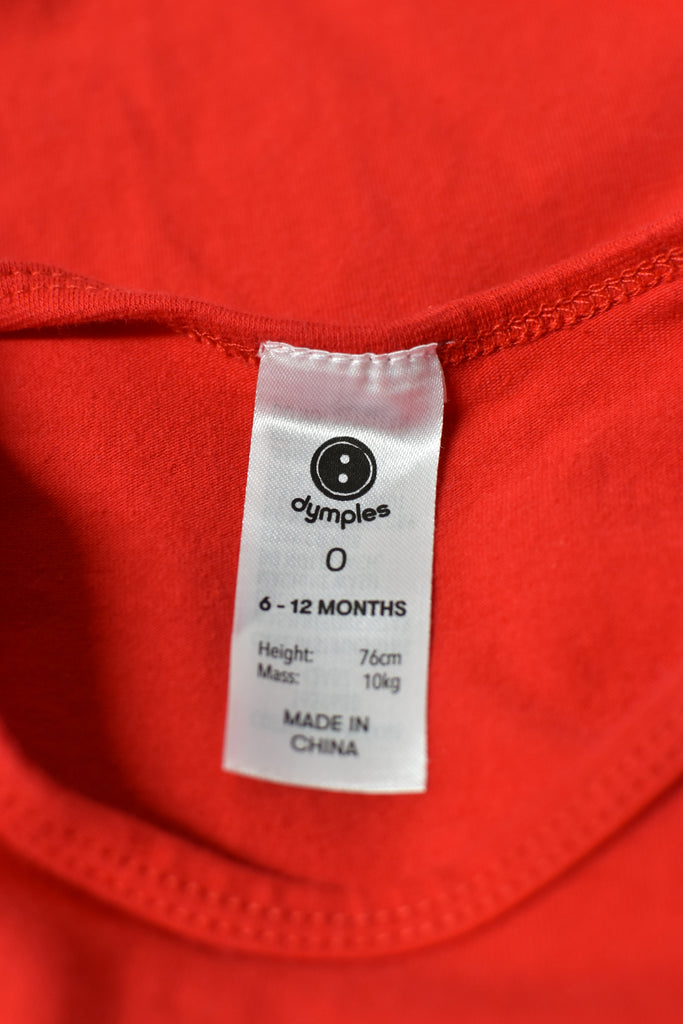 dymples
0
6 - 12 MONTHS
Height: 76cm
Mass: 10kg
MADE IN
CHINA